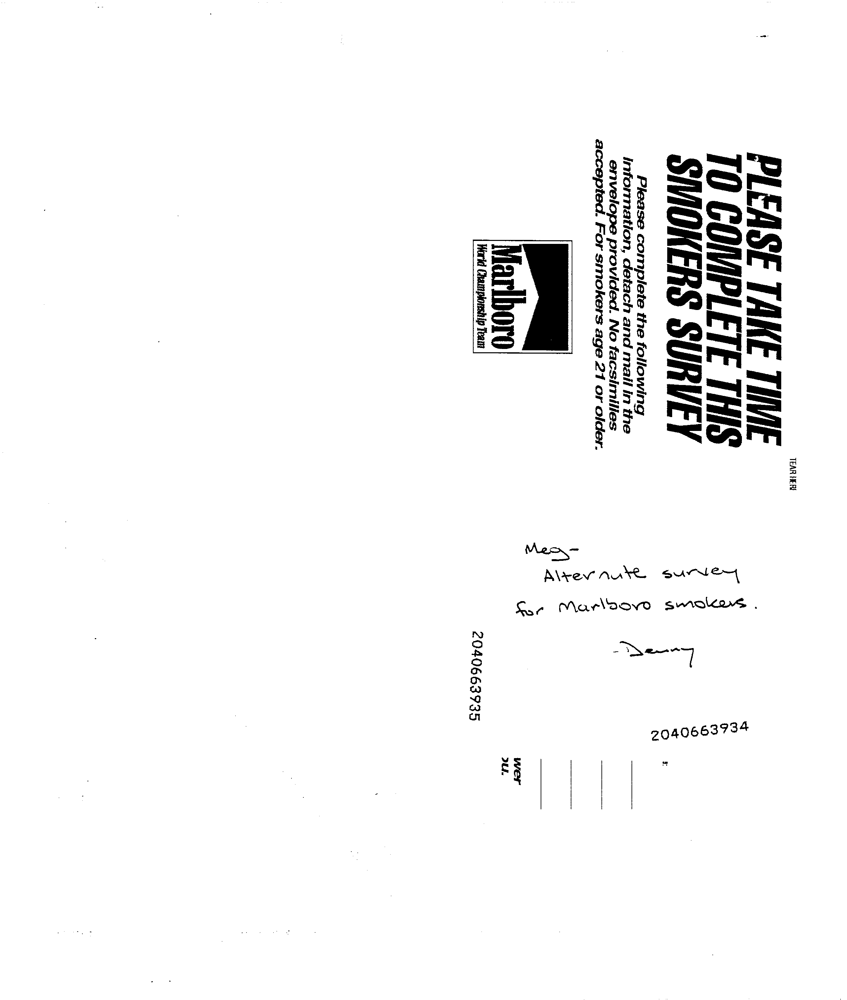 PLEASE TAKE TIME
TO COMPLETE THIS
SMOKERS SURVEY
Please complete the following
information, detach and mail in the
envelope provided. No facsimiles
accepted. For smokers age 21 or older.
Marlboro
World Championship Team
TEAR HERE
Meg-
Alternate survey
for Marlboro smokers.
-Denny
2040663935
2040663934
wer
ou.